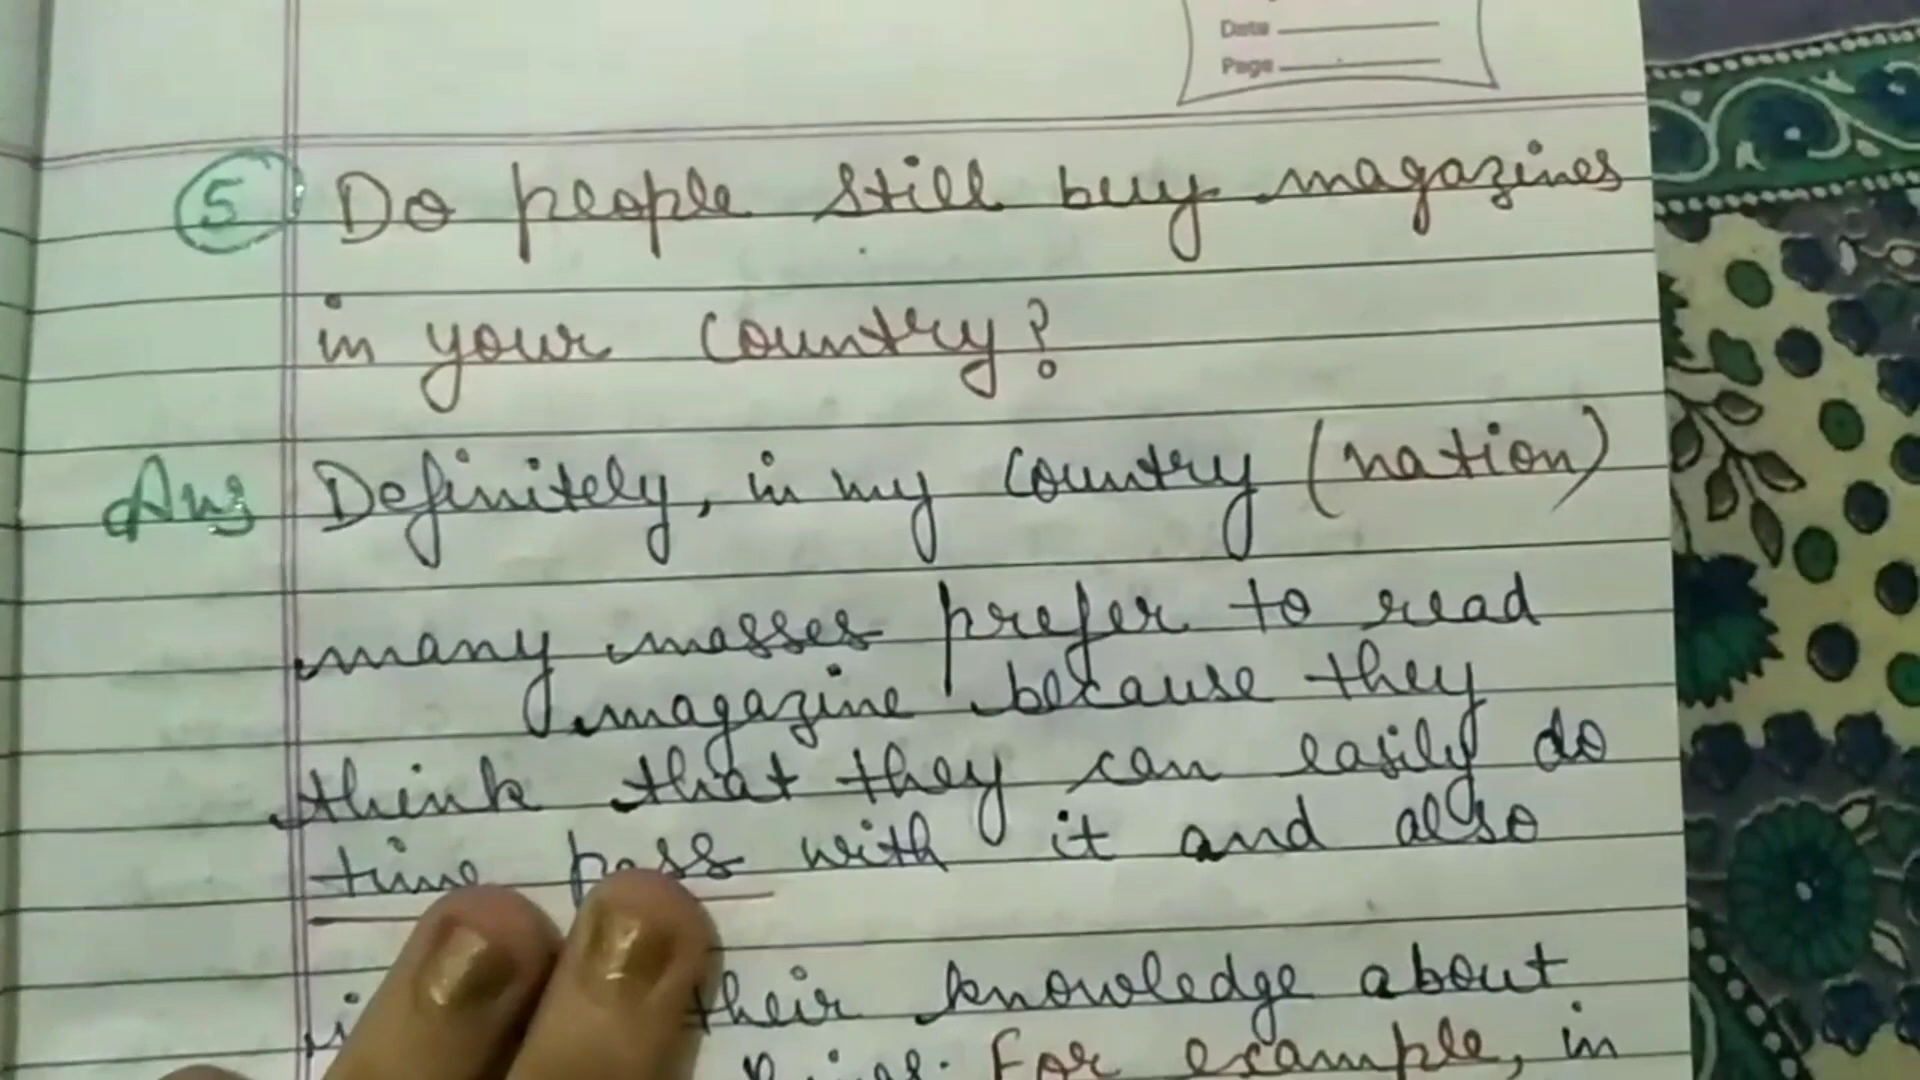 Date
Page
5 Do people still buy magazines
in your country?
Ans Definitely, in my country (nation)
many masses prefer to read
magazine because they
think that they can easily do
time pass with it and also
their knowledge about
For example, in